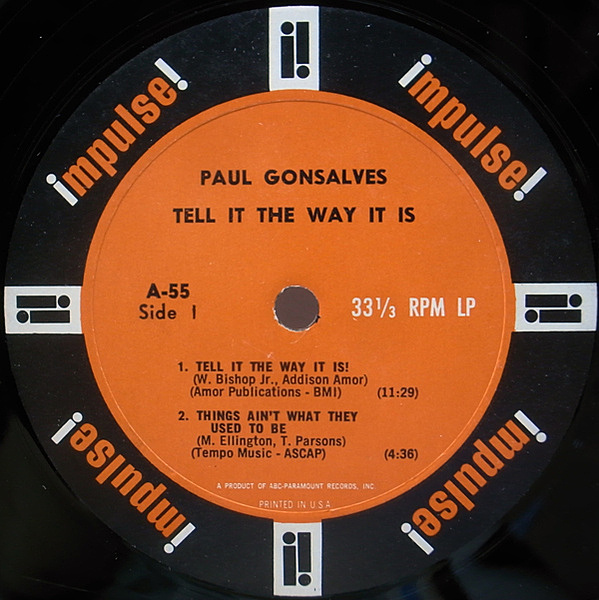 impulse!
impulse!
PAUL GONSALVES
TELL IT THE WAY IT IS
A-55
Side 1
33 1/3 RPM LP
1. TELL IT THE WAY IT IS!
(W. Bishop Jr., Addison Amor)
(Amor Publications - BMI) (11:29)
2. THINGS AIN'T WHAT THEY
USED TO BE
(M. Ellington, T. Parsons)
(Tempo Music - ASCAP) (4:36)
A PRODUCT OF ABC-PARAMOUNT RECORDS, INC.
PRINTED IN U.S.A.
impulse!
impulse!